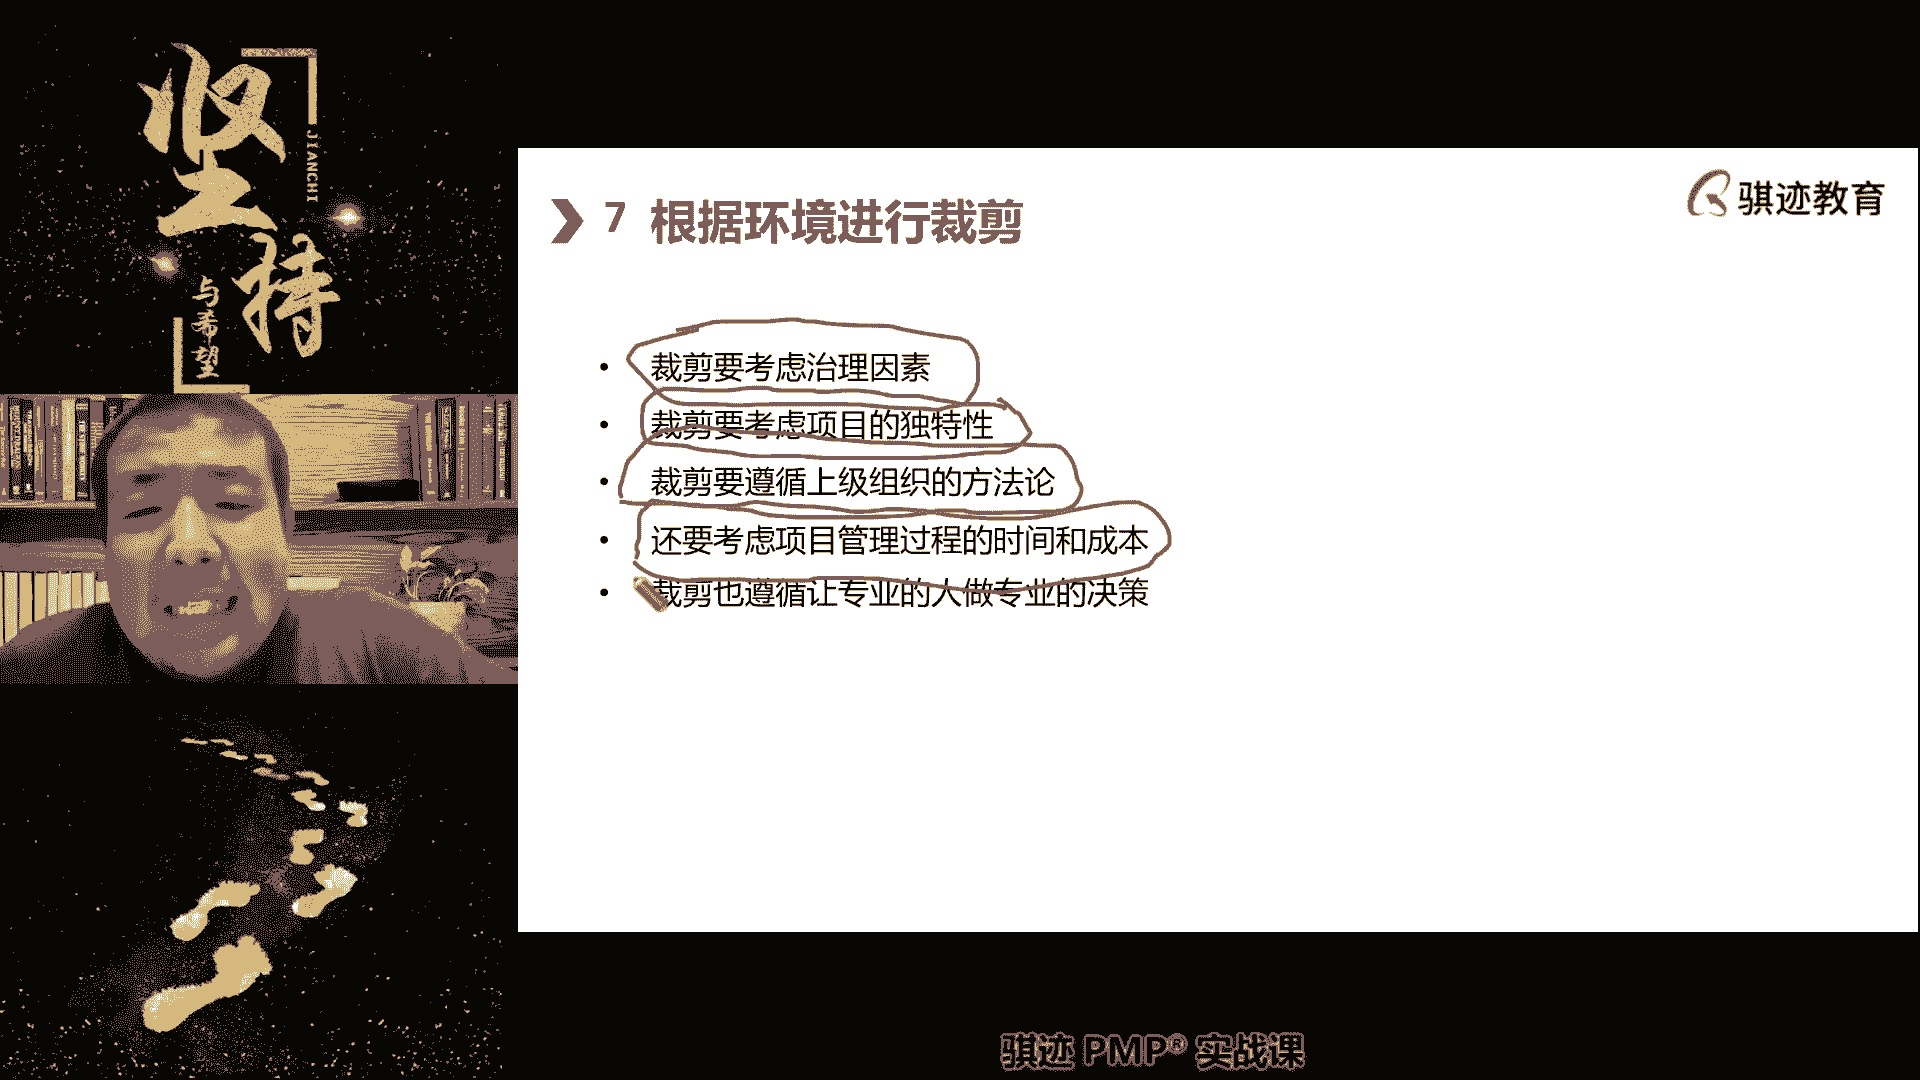 坚持
JIANCHI
与希望
7 根据环境进行裁剪
骐迹教育
• 裁剪要考虑治理因素
• 裁剪要考虑项目的独特性
• 裁剪要遵循上级组织的方法论
• 还要考虑项目管理过程的时间和成本
• 裁剪也遵循让专业的人做专业的决策
骐迹 PMP® 实战课